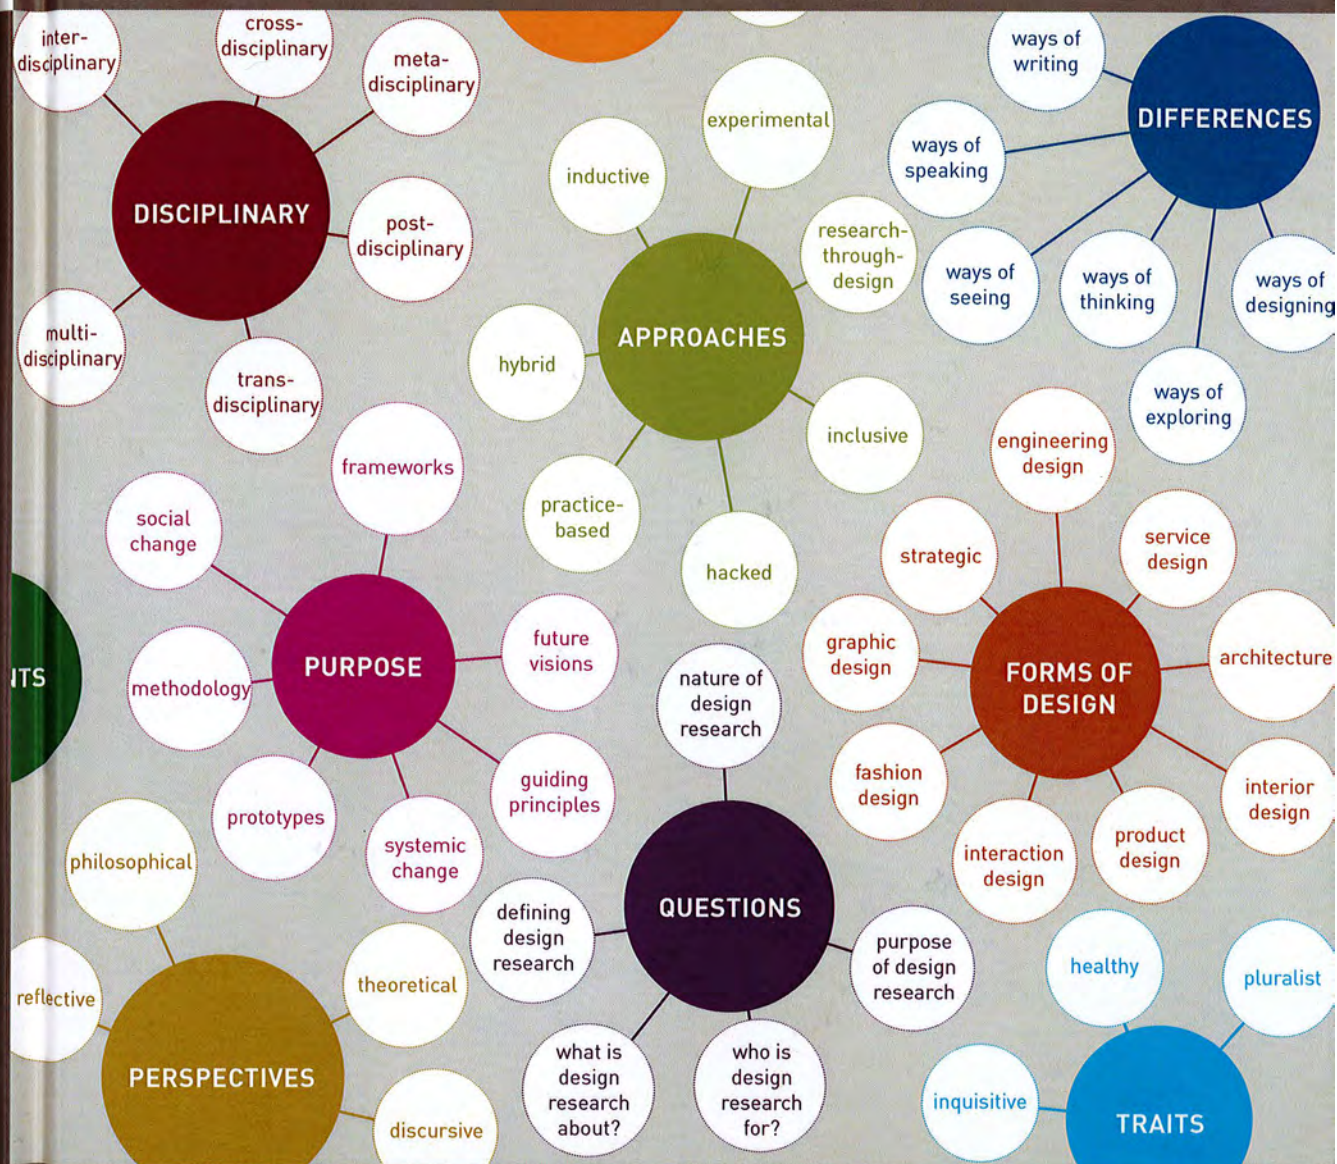 inter-
disciplinary
cross-
disciplinary
meta-
disciplinary
DISCIPLINARY
post-
disciplinary
multi-
disciplinary
trans-
disciplinary
experimental
inductive
research-
through-
design
APPROACHES
hybrid
inclusive
practice-
based
hacked
ways of
writing
DIFFERENCES
ways of
speaking
ways of
seeing
ways of
thinking
ways of
designing
ways of
exploring
frameworks
social
change
PURPOSE
future
visions
methodology
guiding
principles
prototypes
systemic
change
NTS
engineering
design
strategic
service
design
graphic
design
FORMS OF
DESIGN
architecture
fashion
design
interior
design
interaction
design
product
design
nature of
design
research
QUESTIONS
defining
design
research
purpose
of design
research
what is
design
research
about?
who is
design
research
for?
philosophical
reflective
theoretical
PERSPECTIVES
discursive
healthy
pluralist
inquisitive
TRAITS